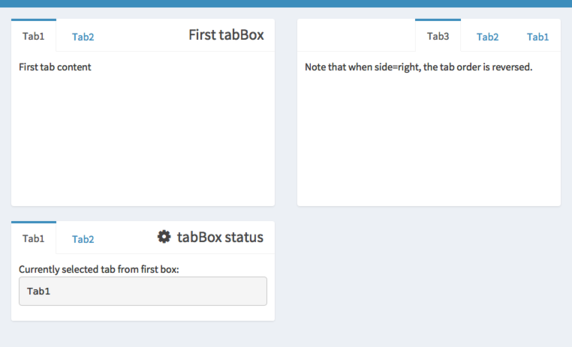 Tab1 Tab2 First tabBox
First tab content
Tab3 Tab2 Tab1
Note that when side=right, the tab order is reversed.
Tab1 Tab2 tabBox status
Currently selected tab from first box:
Tab1